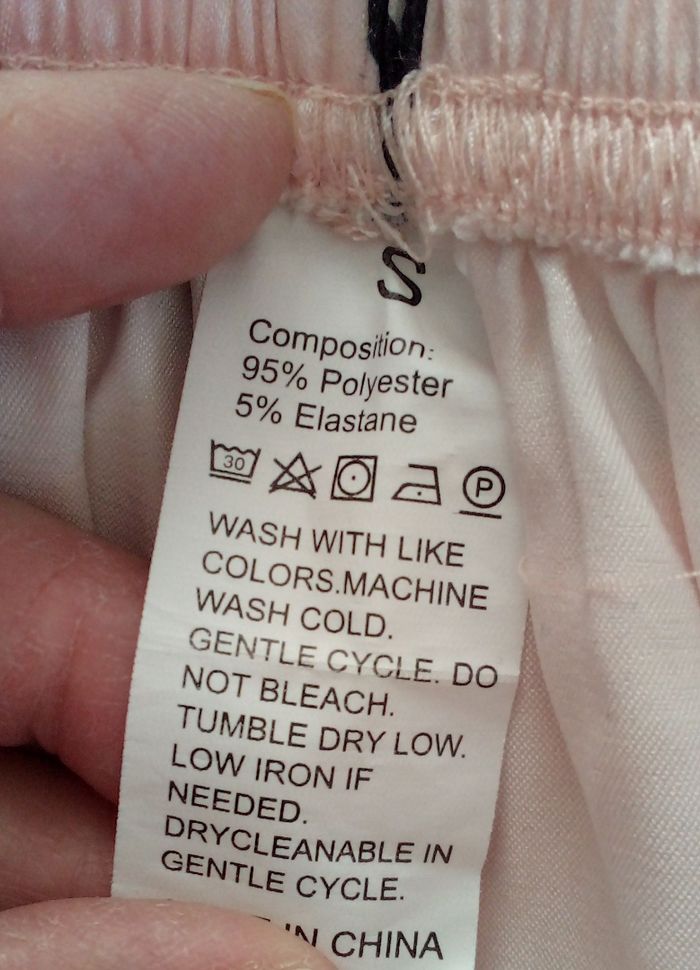 S
Composition:
95% Polyester
5% Elastane
30 P
WASH WITH LIKE
COLORS.MACHINE
WASH COLD.
GENTLE CYCLE. DO
NOT BLEACH.
TUMBLE DRY LOW.
LOW IRON IF
NEEDED.
DRYCLEANABLE IN
GENTLE CYCLE.
IN CHINA